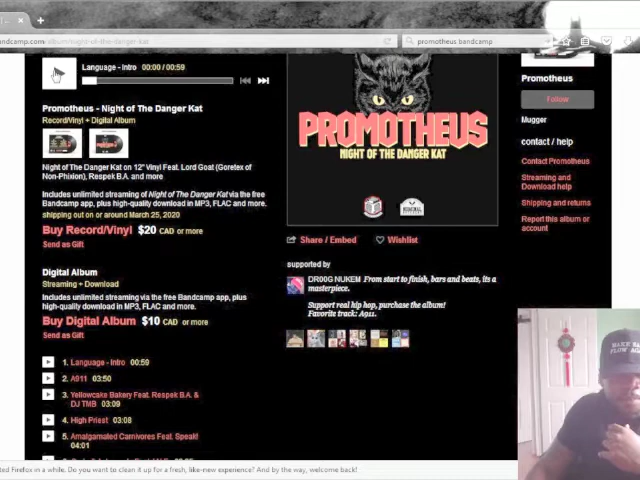 ndcamp.com/album/night-of-the-danger-kat
promotheus bandcamp
Language - Intro 00:00 / 00:59
Promotheus - Night of The Danger Kat
Record/Vinyl + Digital Album
Night of The Danger Kat on 12" Vinyl Feat. Lord Goat (Goretex of
Non-Phixion), Respek B.A. and more
Includes unlimited streaming of Night of The Danger Kat via the free
Bandcamp app, plus high-quality download in MP3, FLAC and more.
shipping out on or around March 25, 2020
Buy Record/Vinyl $20 CAD or more
Send as Gift
Digital Album
Streaming + Download
Includes unlimited streaming via the free Bandcamp app, plus
high-quality download in MP3, FLAC and more.
Buy Digital Album $10 CAD or more
Send as Gift
1. Language - Intro 00:59
2. A911 03:50
3. Yellowcake Bakery Feat. Respek B.A. &
DJ TMB 03:09
4. High Priest 03:08
5. Amalgamated Carnivores Feat. Speak!
04:01
PROMOTHEUS
NIGHT OF THE DANGER KAT
Share / Embed Wishlist
supported by
DR00G NUKEM From start to finish, bars and beats, its a
masterpiece.
Support real hip hop, purchase the album!
Favorite track: A911.
Promotheus
Follow
Mugger
contact / help
Contact Promotheus
Streaming and
Download help
Shipping and returns
Report this album or
account
ted Firefox in a while. Do you want to clean it up for a fresh, like-new experience? And by the way, welcome back!